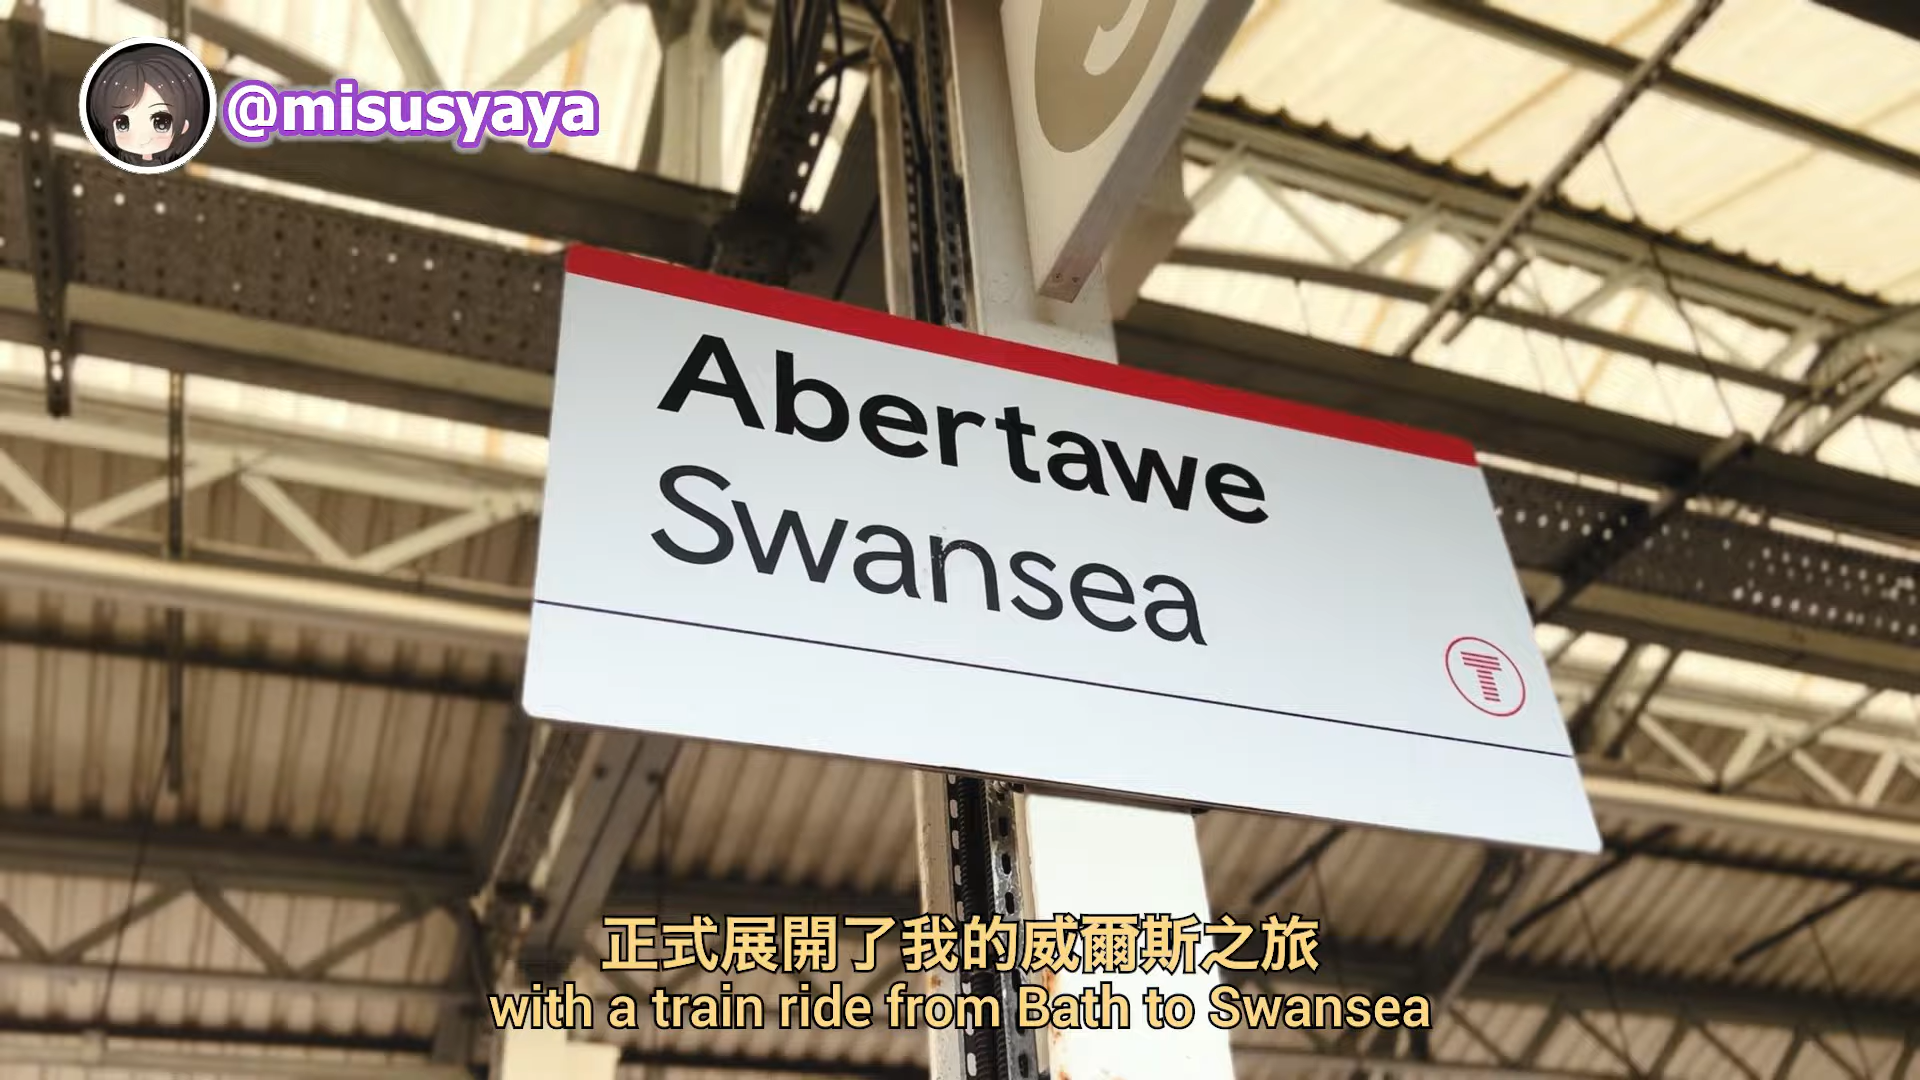 @misusyaya
Abertawe
Swansea
T
正式展開了我的威爾斯之旅
with a train ride from Bath to Swansea